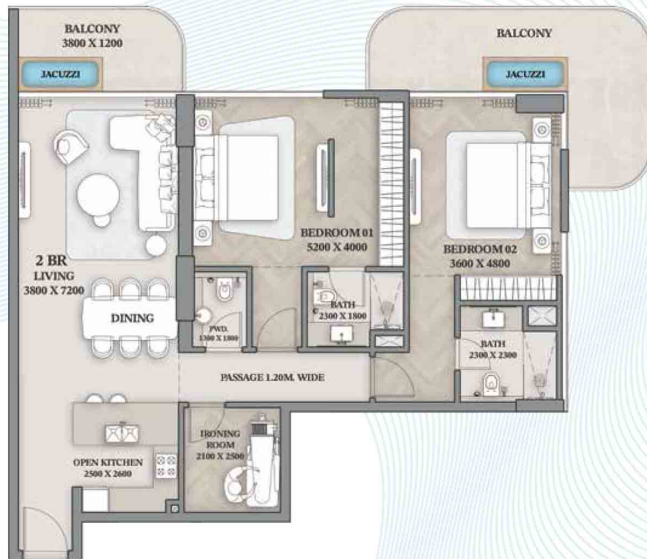 BALCONY
3800 X 1200
JACUZZI
BALCONY
JACUZZI
BEDROOM 01
5200 X 4000
BEDROOM 02
3600 X 4800
2 BR
LIVING
3800 X 7200
DINING
PWD.
1300 X 1800
BATH
2300 X 1800
BATH
2300 X 2300
PASSAGE 1.20M. WIDE
IRONING
ROOM
2100 X 2500
OPEN KITCHEN
2500 X 2600